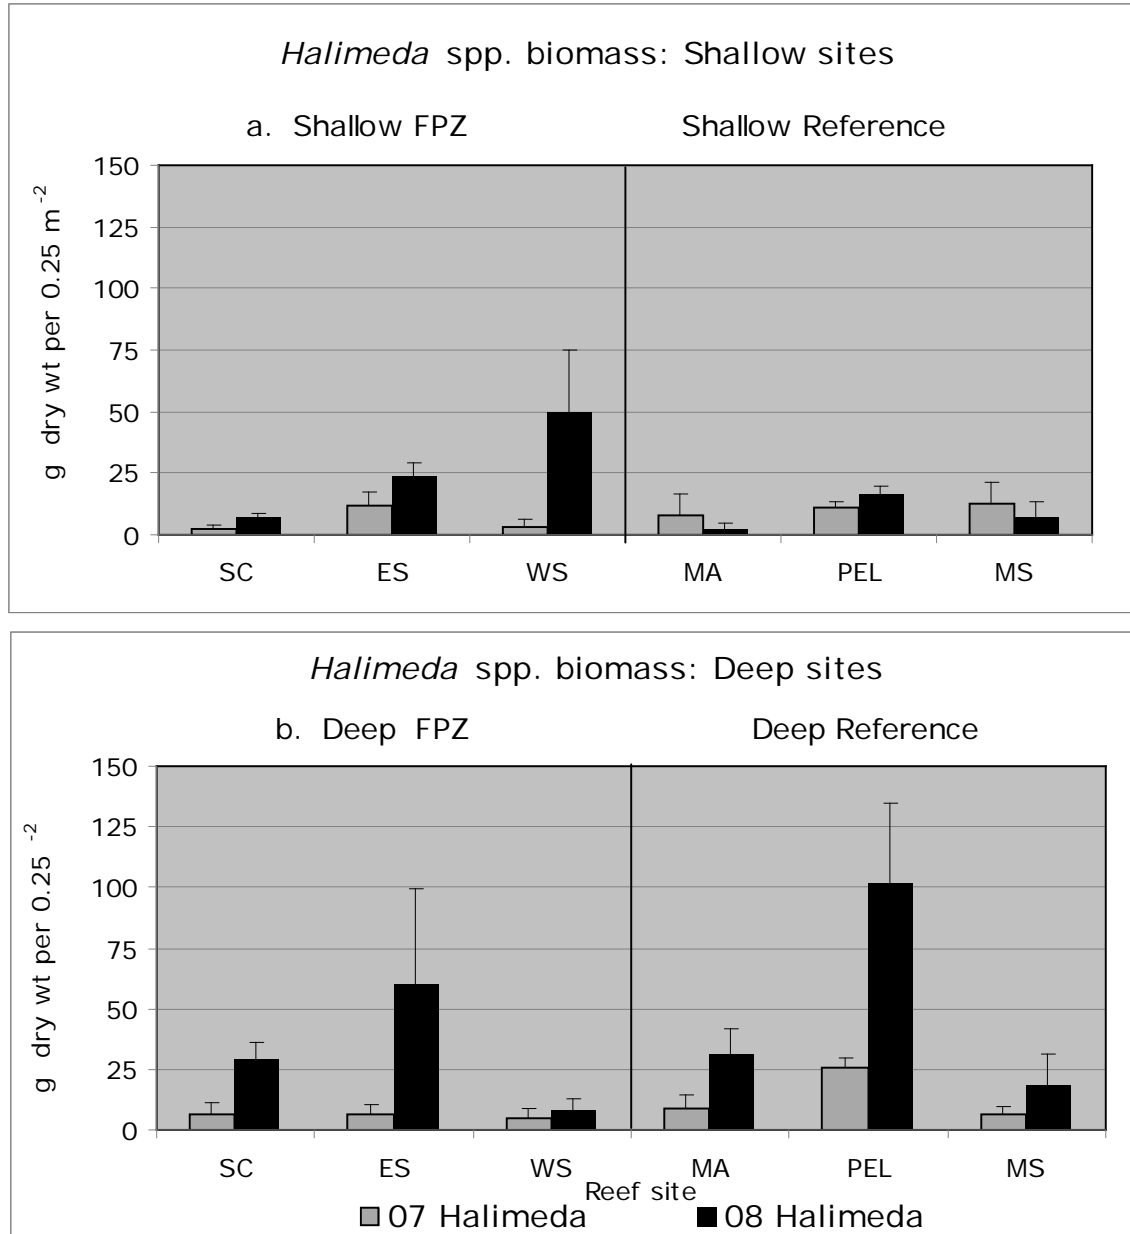 Halimeda spp. biomass: Shallow sites
a. Shallow FPZ Shallow Reference
g dry wt per 0.25 m⁻²
150
125
100
75
50
25
0
SC ES WS MA PEL MS
Halimeda spp. biomass: Deep sites
b. Deep FPZ Deep Reference
g dry wt per 0.25 ⁻²
150
125
100
75
50
25
0
SC ES WS MA PEL MS
Reef site
07 Halimeda 08 Halimeda